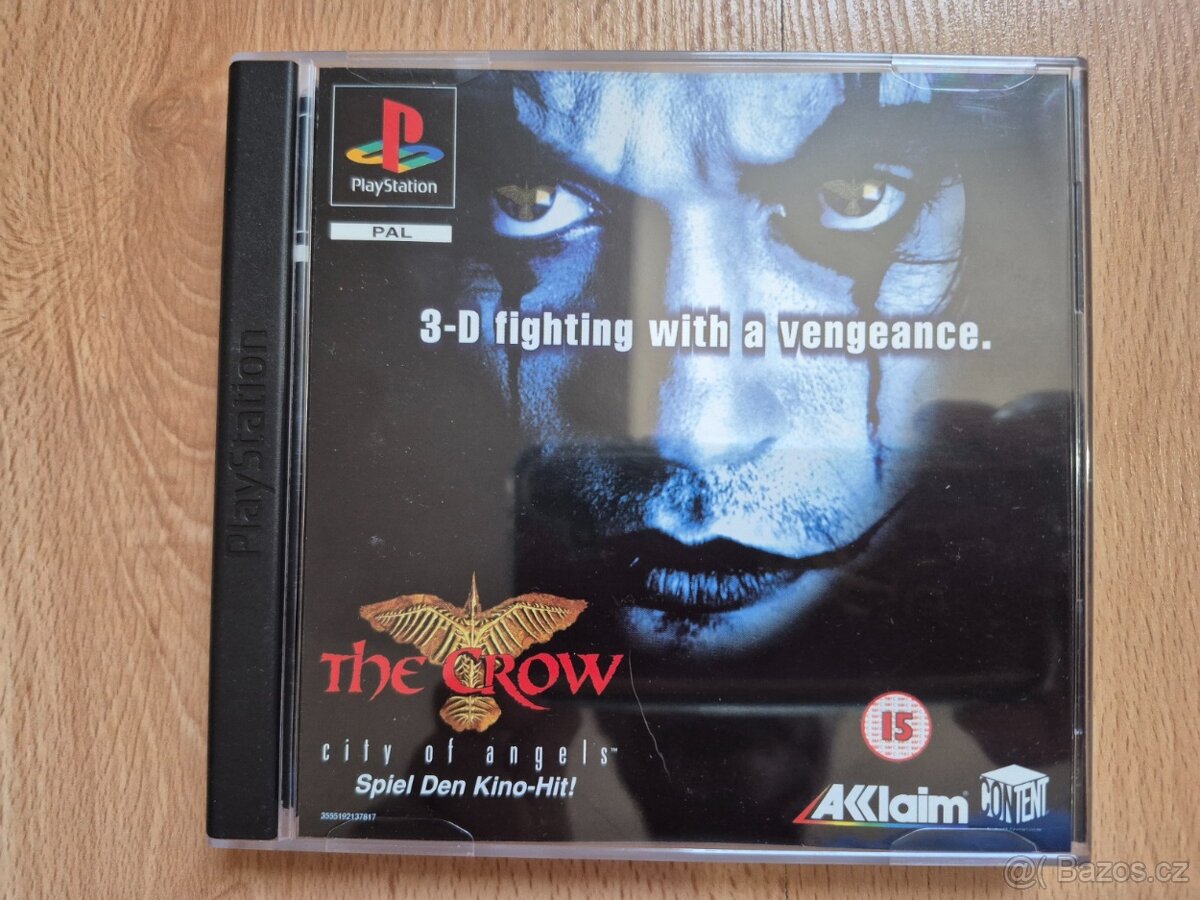 PlayStation
PlayStation
PAL
3-D fighting with a vengeance.
THE CROW
city of angels™
Spiel Den Kino-Hit!
3555192137817
15
AKKlaim
CONTENT
@( Bazos.cz